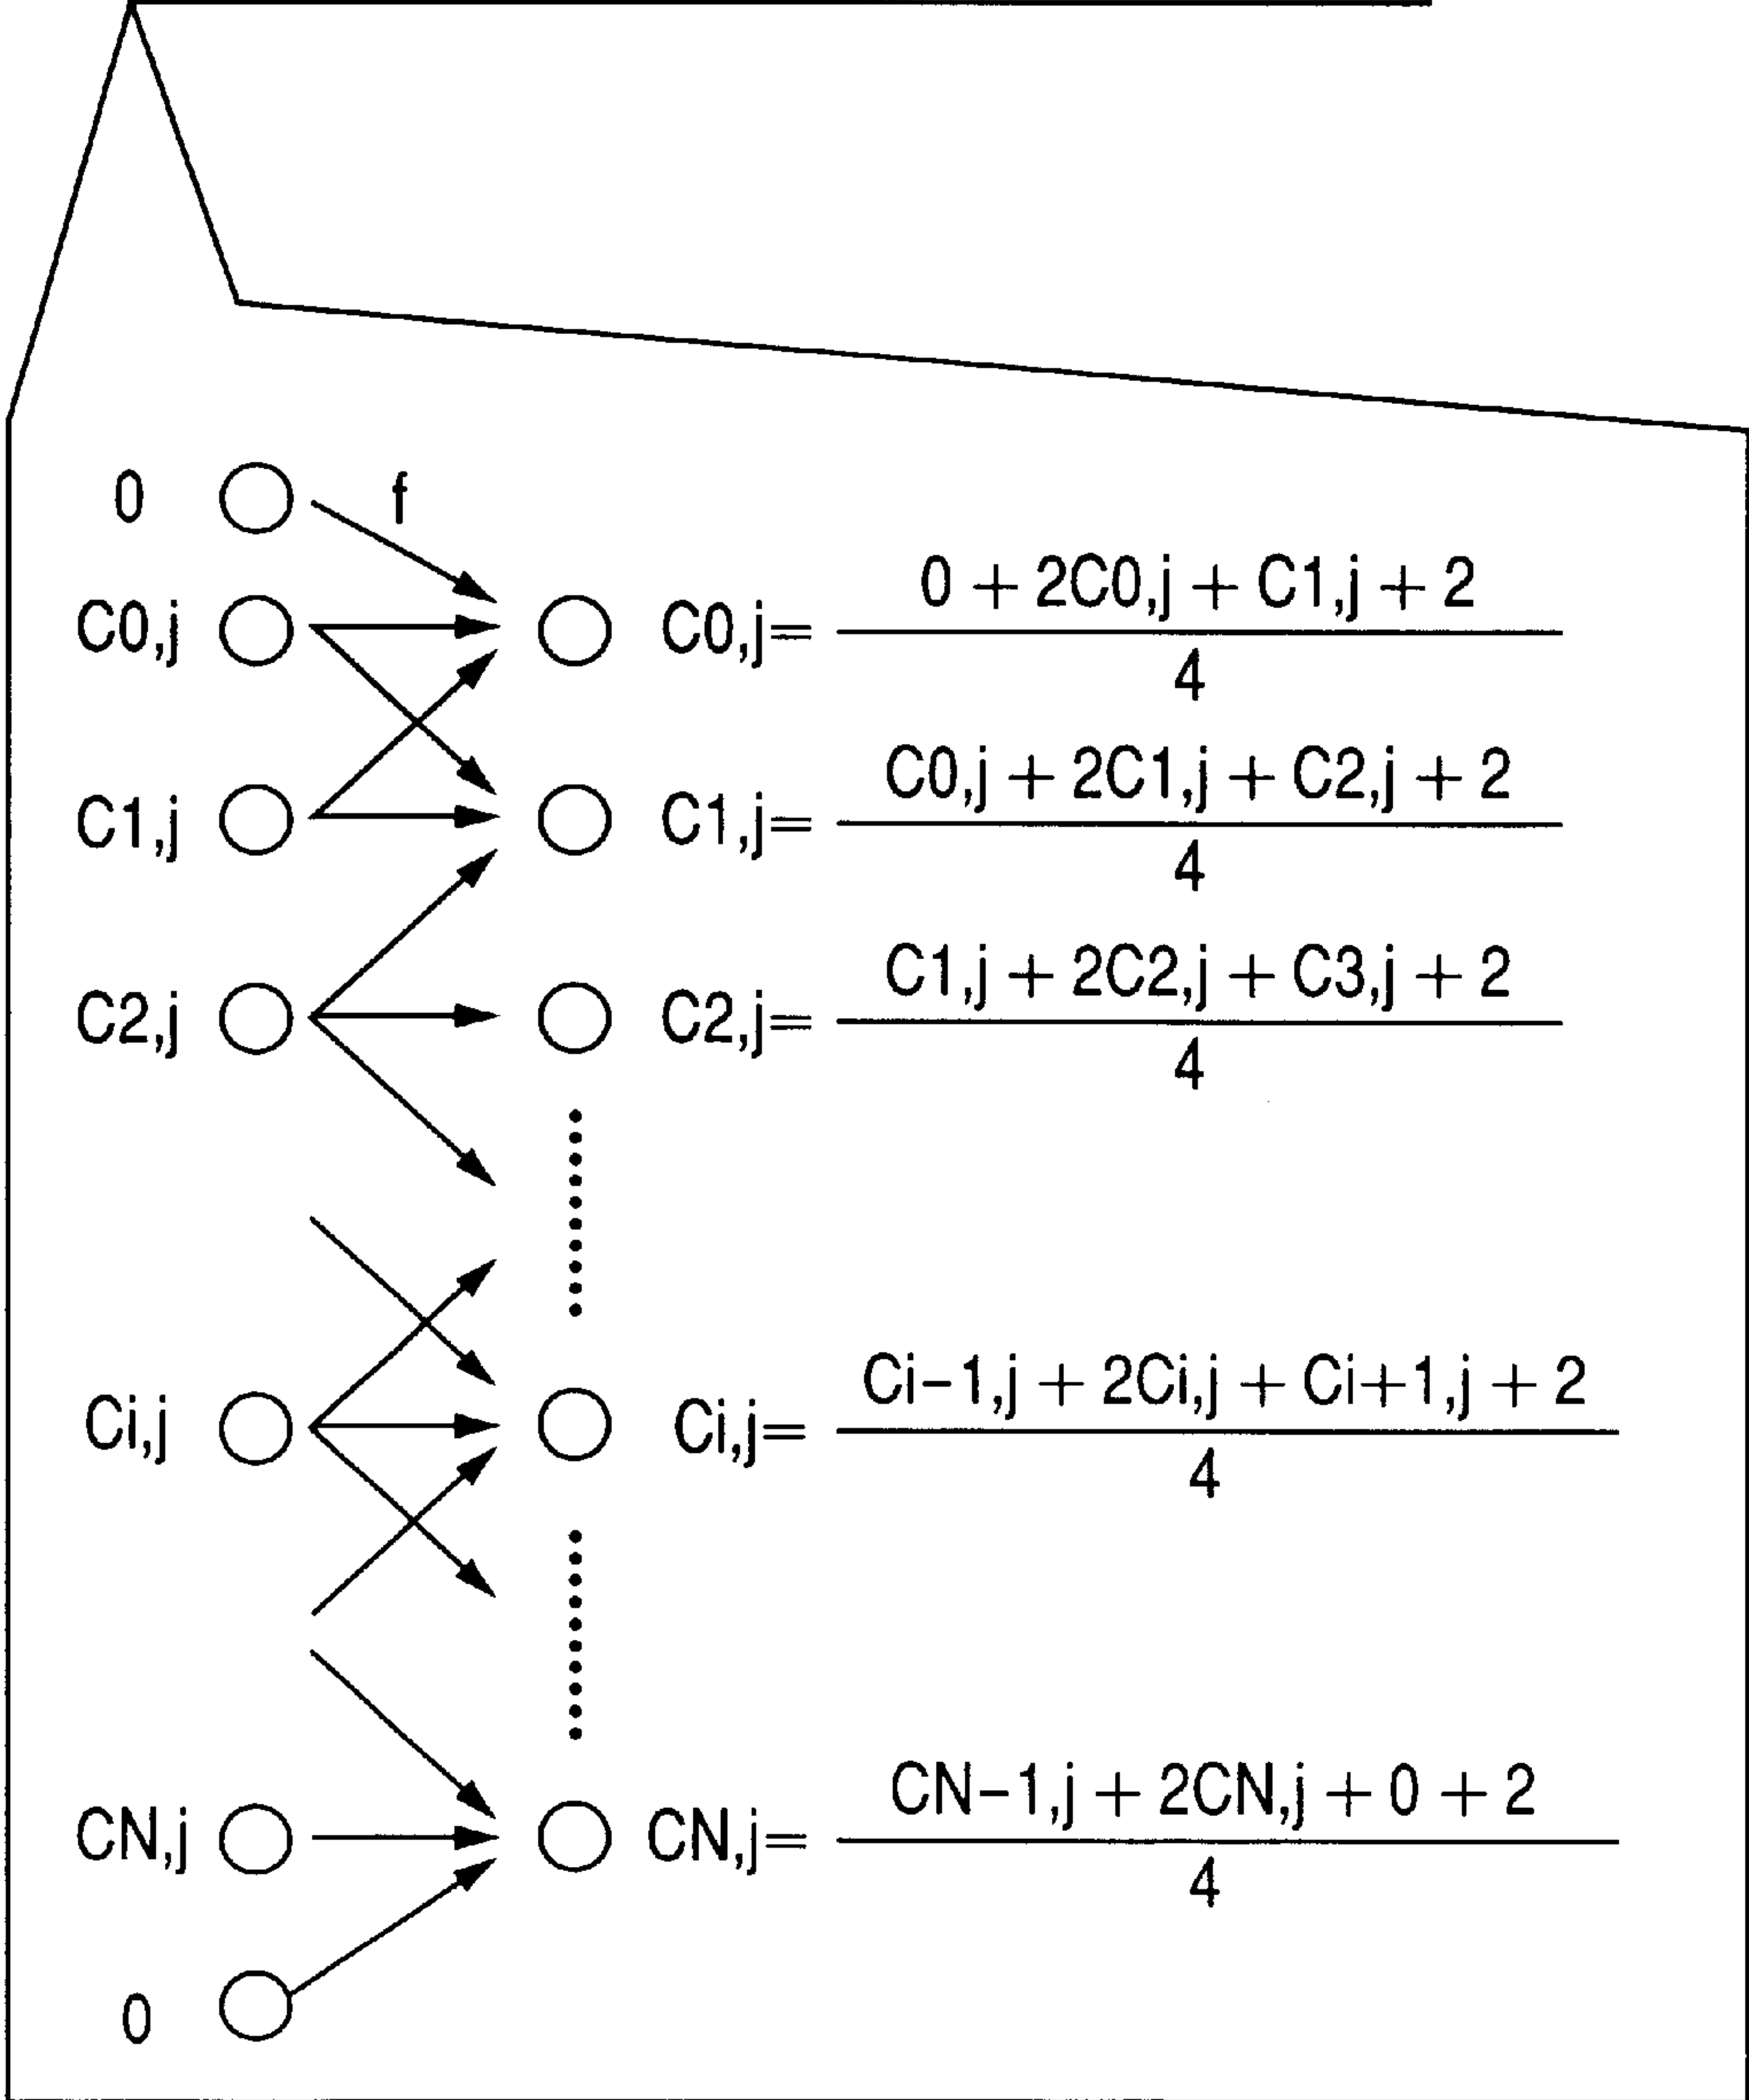 0 f
C0,j C0,j= 0 + 2C0,j + C1,j + 2
4
C1,j C1,j= C0,j + 2C1,j + C2,j + 2
4
C2,j C2,j= C1,j + 2C2,j + C3,j + 2
4
Ci,j Ci,j= Ci−1,j + 2Ci,j + Ci+1,j + 2
4
CN,j CN,j= CN−1,j + 2CN,j + 0 + 2
4
0